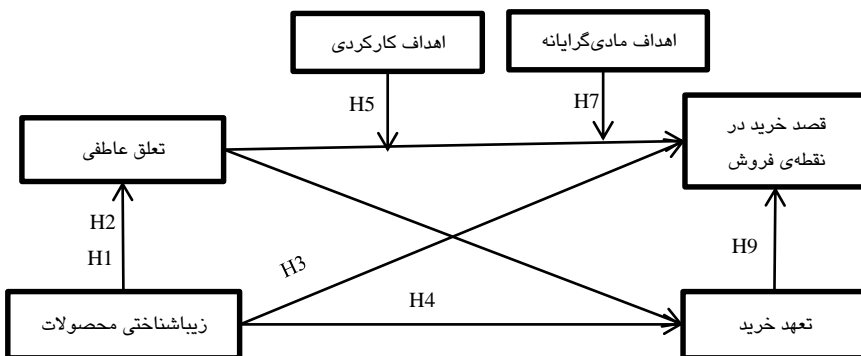 اهداف مادی‌گرایانه
اهداف کارکردی
H7
H5
قصد خرید در
نقطه‌ی فروش
تعلق عاطفی
H2
H1
H9
H3
H4
تعهد خرید
زیباشناختی محصولات